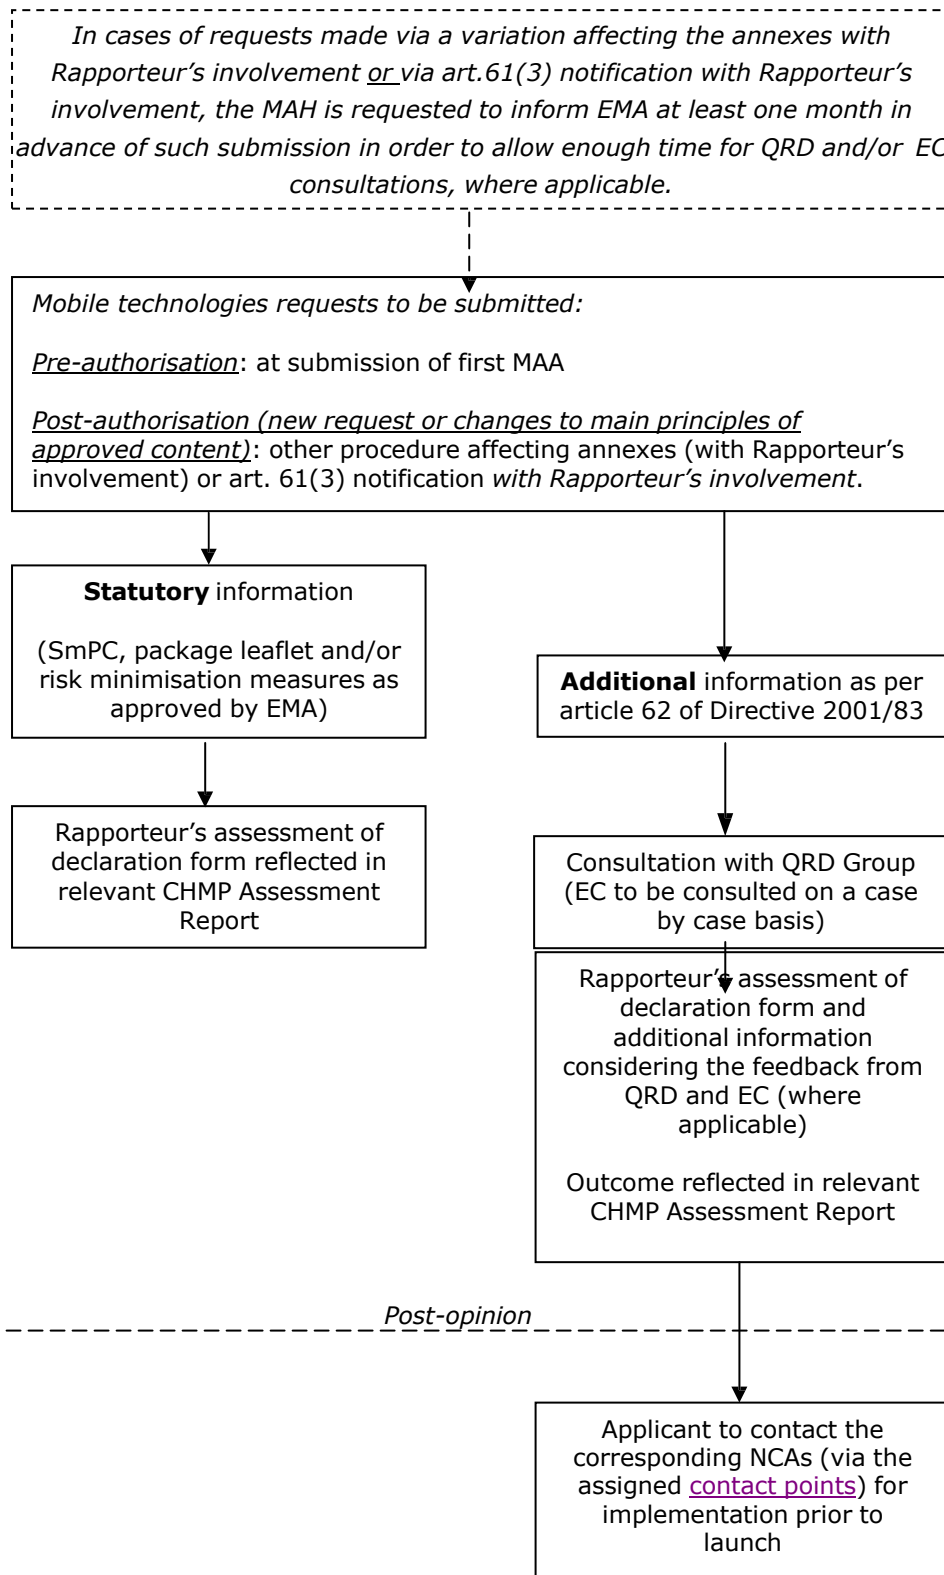 In cases of requests made via a variation affecting the annexes with
Rapporteur’s involvement or via art.61(3) notification with Rapporteur’s
involvement, the MAH is requested to inform EMA at least one month in
advance of such submission in order to allow enough time for QRD and/or EC
consultations, where applicable.
Mobile technologies requests to be submitted:
Pre-authorisation: at submission of first MAA
Post-authorisation (new request or changes to main principles of
approved content): other procedure affecting annexes (with Rapporteur’s
involvement) or art. 61(3) notification with Rapporteur’s involvement.
Statutory information
(SmPC, package leaflet and/or
risk minimisation measures as
approved by EMA)
Rapporteur’s assessment of
declaration form reflected in
relevant CHMP Assessment
Report
Additional information as per
article 62 of Directive 2001/83
Consultation with QRD Group
(EC to be consulted on a case
by case basis)
Rapporteur’s assessment of
declaration form and
additional information
considering the feedback from
QRD and EC (where
applicable)
Outcome reflected in relevant
CHMP Assessment Report
Post-opinion
Applicant to contact the
corresponding NCAs (via the
assigned contact points) for
implementation prior to
launch